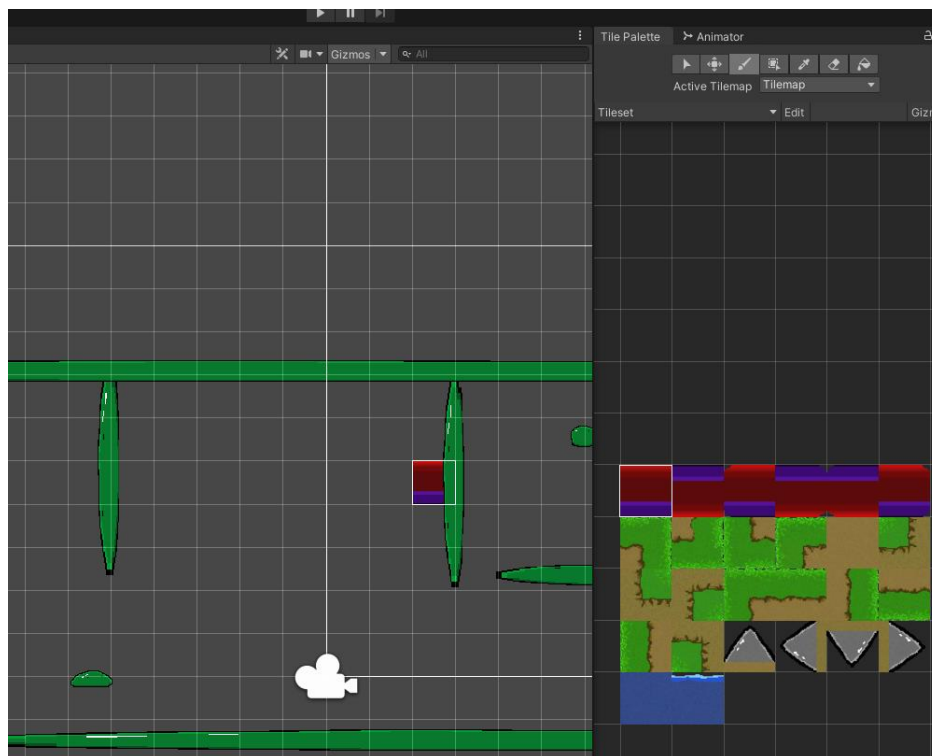 Gizmos
All
Tile Palette
Animator
Active Tilemap
Tilemap
Tileset
Edit